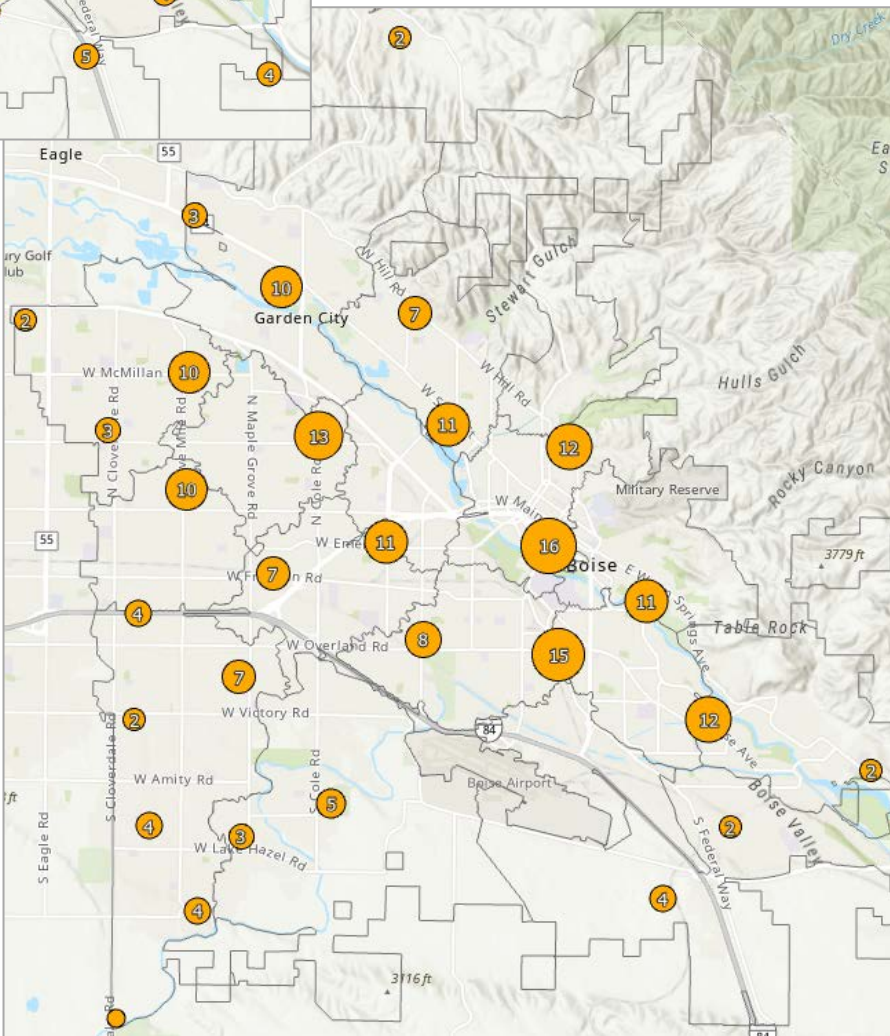 5
4
2
Dry Creek
Eagle
55
3
W Hill Rd
Stewart Gulch
10
7
Garden City
2
W McMillan
10
Hulls Gulch
W Hill Rd
3
N Maple Grove Rd
13
11
12
10
N Cole Rd
Military Reserve
Rocky Canyon
W Main
55
11
16
Boise
3779 ft
7
11
4
8
Table Rock
W Overland Rd
15
7
2
W Victory Rd
12
84
S Cloverdale Rd
W Amity Rd
Boise Airport
2
Boise Valley
4
5
3
2
S Eagle Rd
W Lake Hazel Rd
S Federal Way
4
4
3116 ft